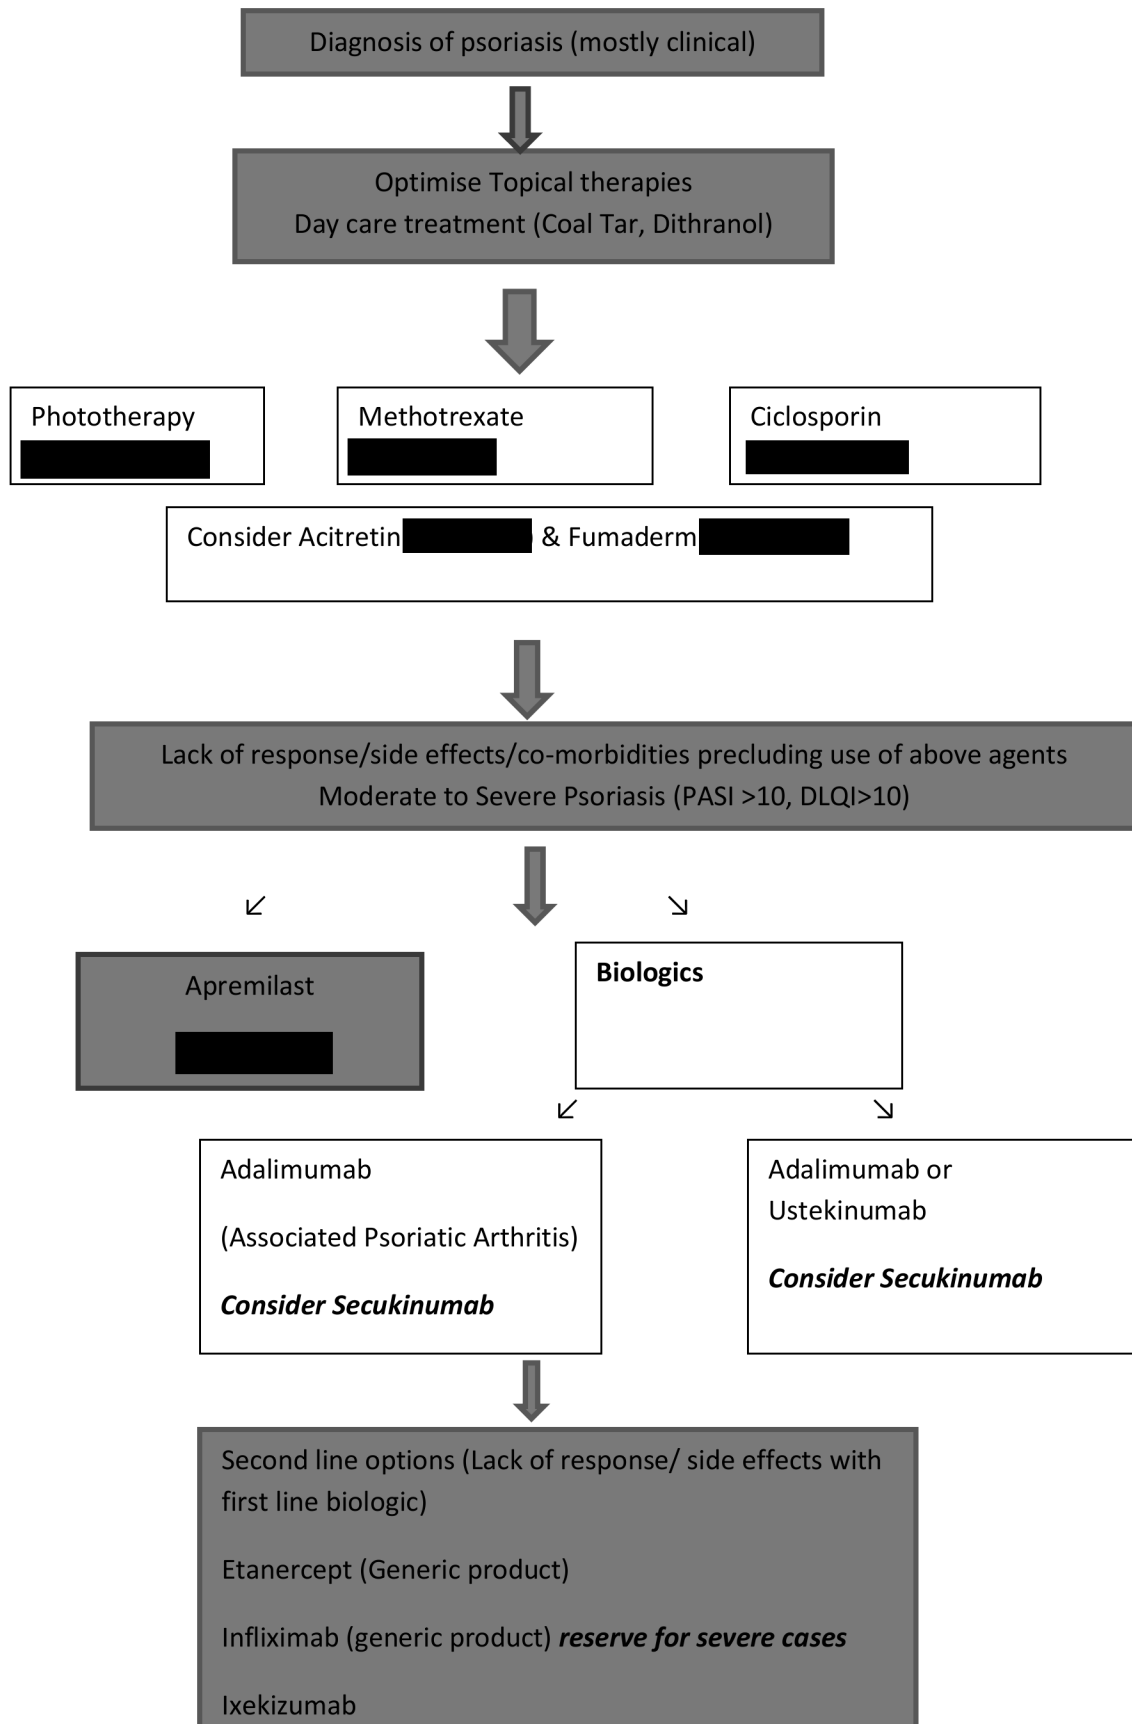 Diagnosis of psoriasis (mostly clinical)
Optimise Topical therapies
Day care treatment (Coal Tar, Dithranol)
Phototherapy
Methotrexate
Ciclosporin
Consider Acitretin ) & Fumaderm
Lack of response/side effects/co-morbidities precluding use of above agents
Moderate to Severe Psoriasis (PASI >10, DLQI>10)
Apremilast
Biologics
Adalimumab
(Associated Psoriatic Arthritis)
Consider Secukinumab
Adalimumab or
Ustekinumab
Consider Secukinumab
Second line options (Lack of response/ side effects with
first line biologic)
Etanercept (Generic product)
Infliximab (generic product) reserve for severe cases
Ixekizumab